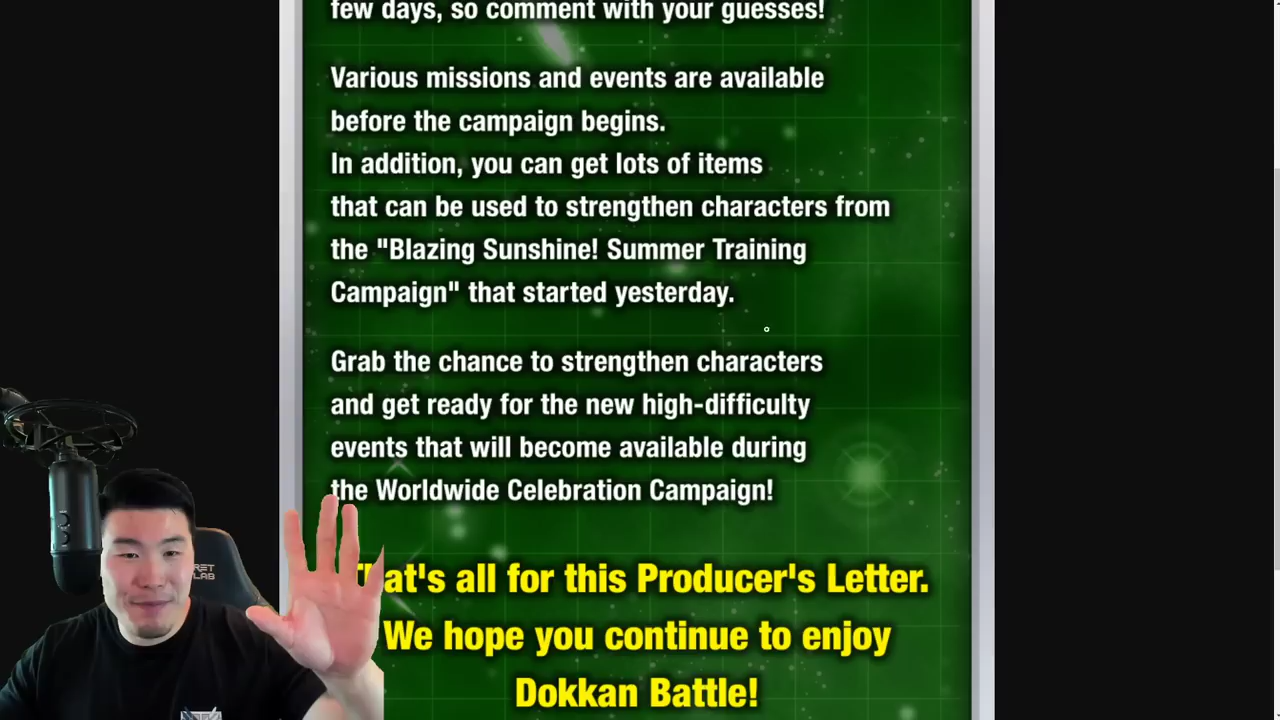 few days, so comment with your guesses!
Various missions and events are available
before the campaign begins.
In addition, you can get lots of items
that can be used to strengthen characters from
the "Blazing Sunshine! Summer Training
Campaign" that started yesterday.
Grab the chance to strengthen characters
and get ready for the new high-difficulty
events that will become available during
the Worldwide Celebration Campaign!
That's all for this Producer's Letter.
We hope you continue to enjoy
Dokkan Battle!